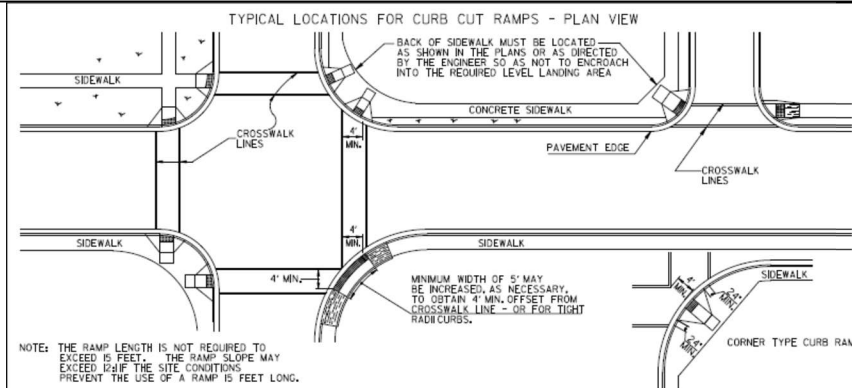 TYPICAL LOCATIONS FOR CURB CUT RAMPS - PLAN VIEW
BACK OF SIDEWALK MUST BE LOCATED
AS SHOWN IN THE PLANS OR AS DIRECTED
BY THE ENGINEER SO AS NOT TO ENCROACH
INTO THE REQUIRED LEVEL LANDING AREA
SIDEWALK
CONCRETE SIDEWALK
CROSSWALK
LINES
4'
MIN.
PAVEMENT EDGE
CROSSWALK
LINES
4'
MIN.
SIDEWALK
SIDEWALK
4' MIN.
MINIMUM WIDTH OF 5' MAY
BE INCREASED, AS NECESSARY,
TO OBTAIN 4' MIN. OFFSET FROM
CROSSWALK LINE - OR FOR TIGHT
RADII CURBS.
SIDEWALK
4'
MIN.
24"
MIN.
24"
MIN.
CORNER TYPE CURB RAM
NOTE: THE RAMP LENGTH IS NOT REQUIRED TO
EXCEED 15 FEET. THE RAMP SLOPE MAY
EXCEED 12:1 IF THE SITE CONDITIONS
PREVENT THE USE OF A RAMP 15 FEET LONG.